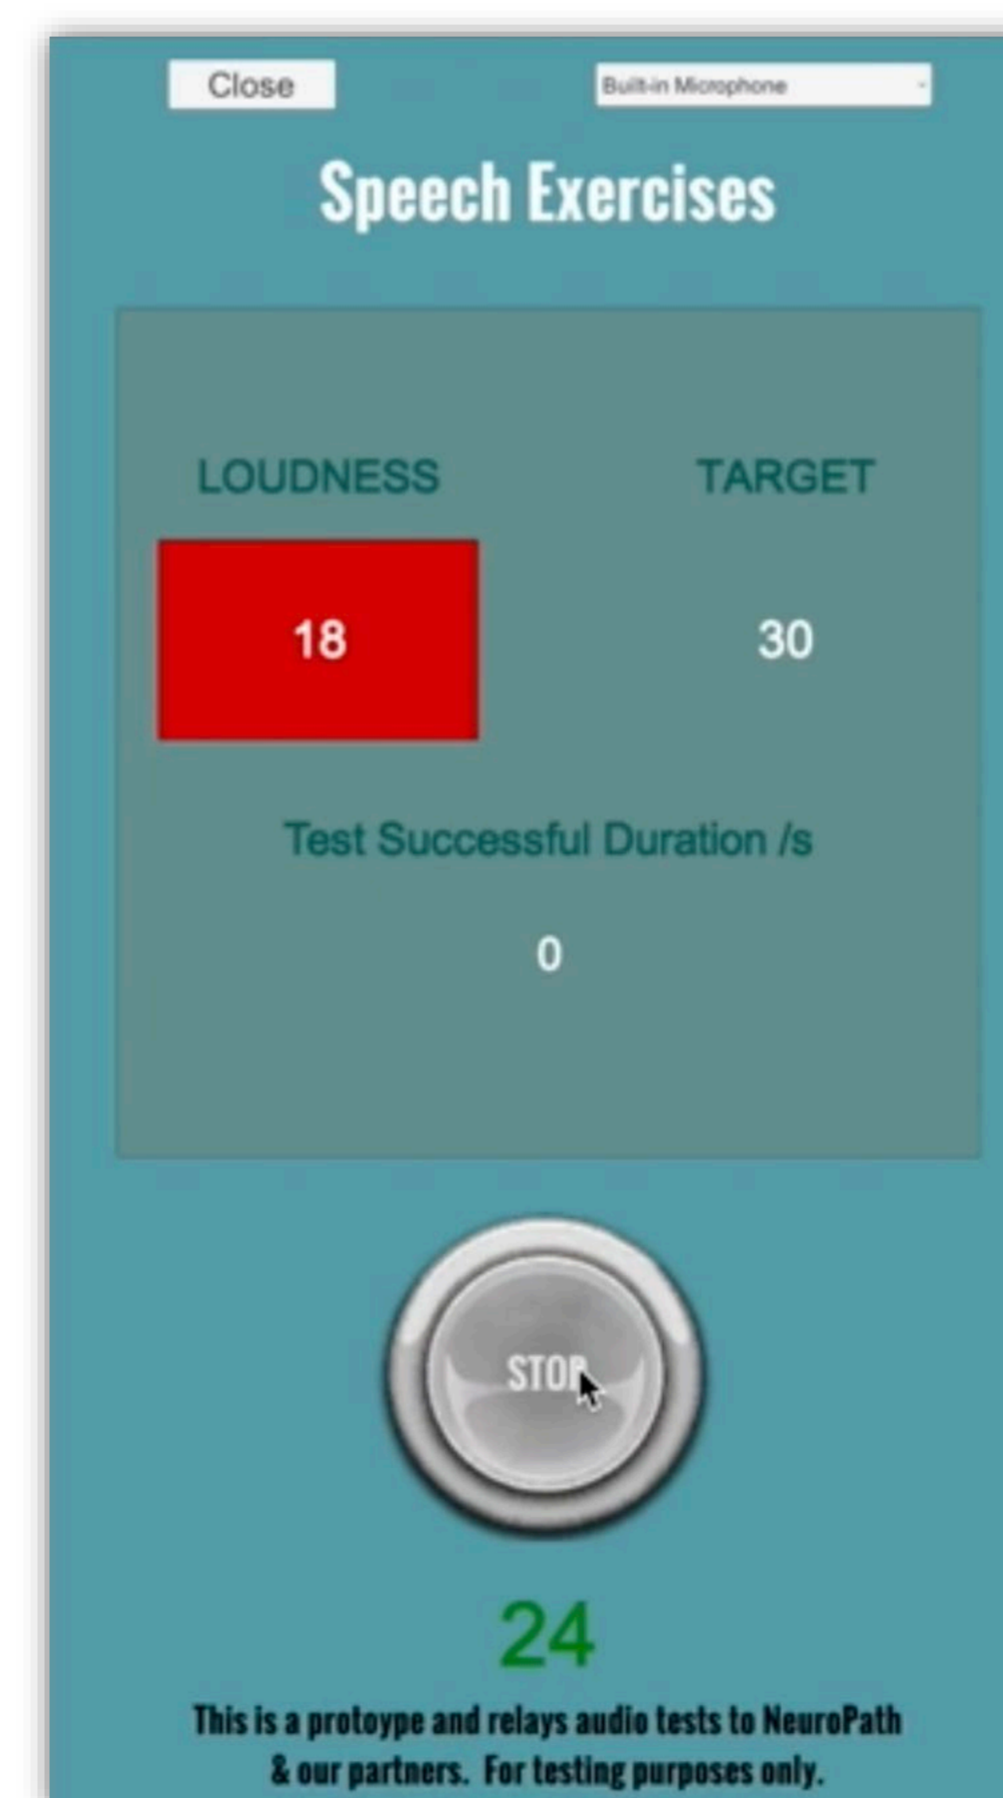 Close
Built-in Microphone
Speech Exercises
LOUDNESS TARGET
18 30
Test Successful Duration /s
0
STOP
24
This is a protoype and relays audio tests to NeuroPath
& our partners. For testing purposes only.